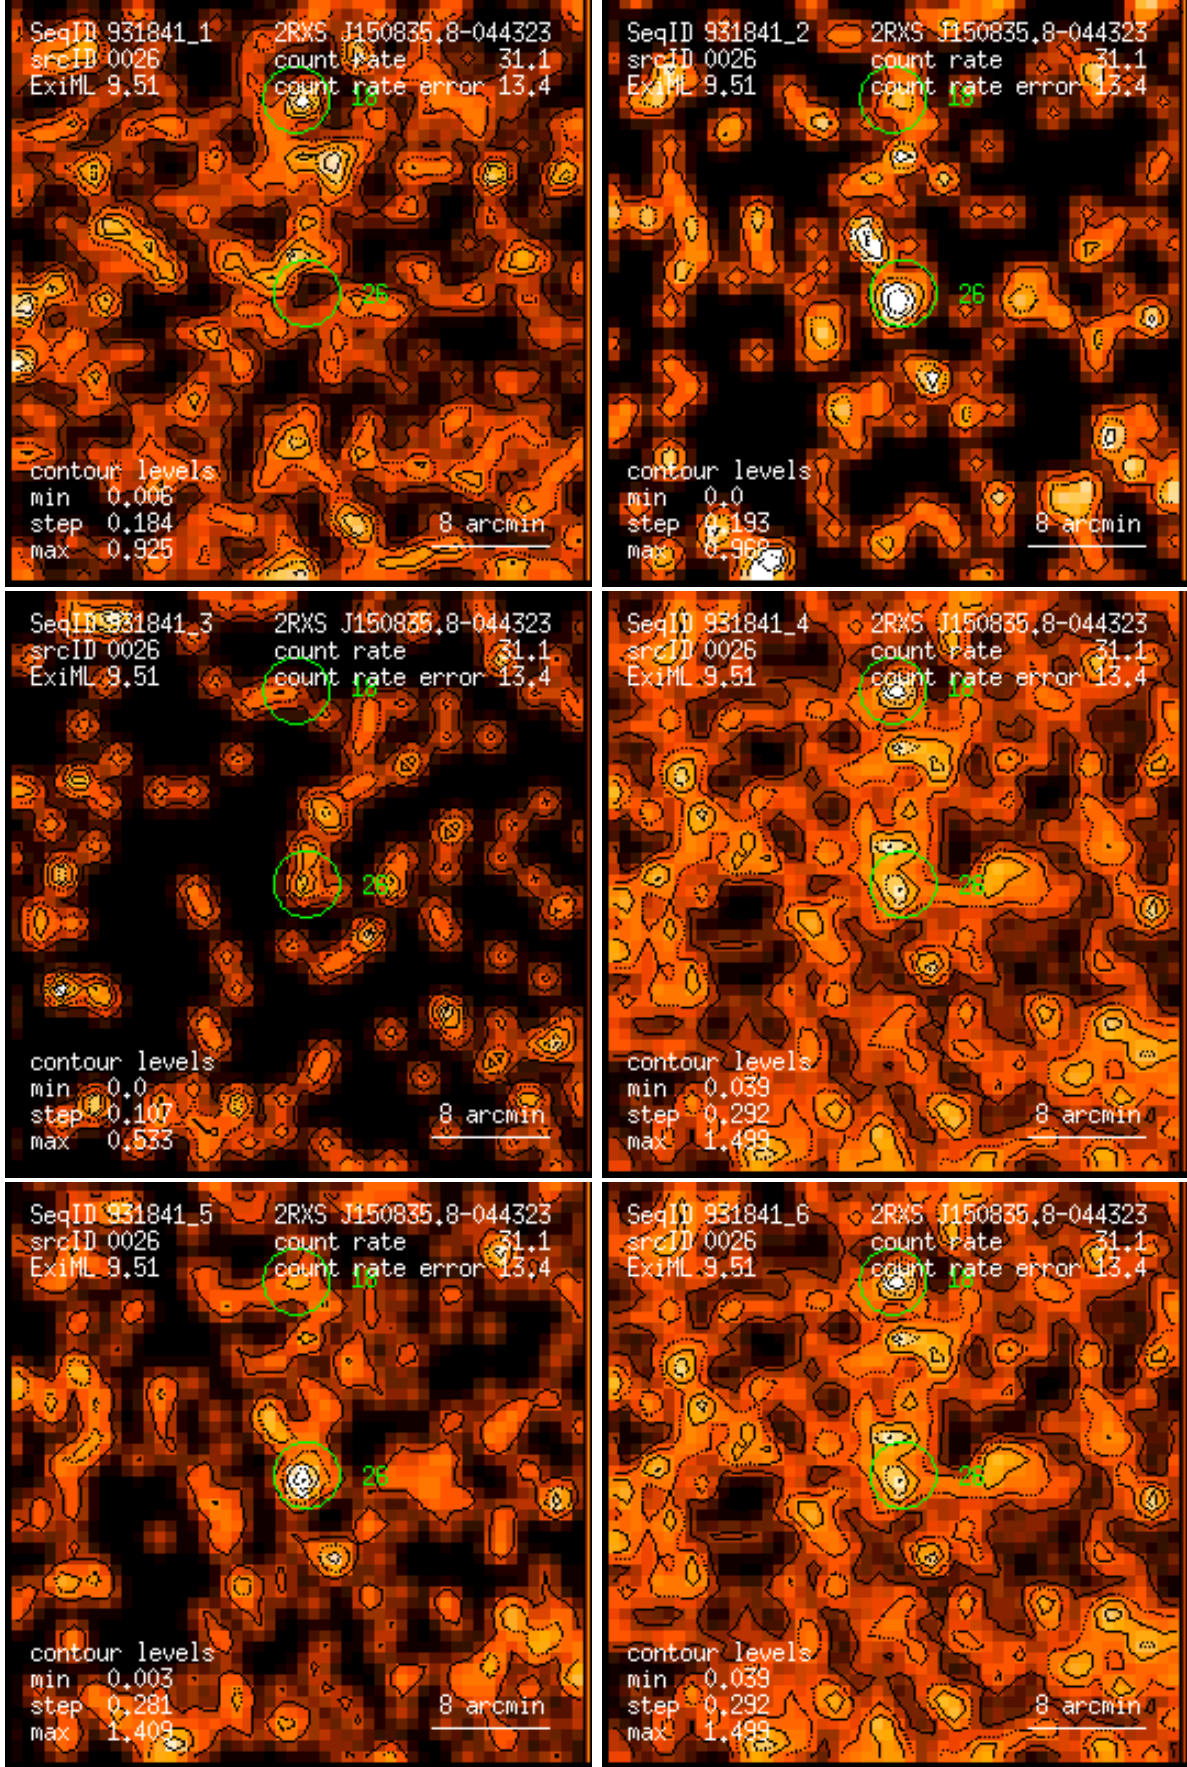 SeqID 931841_1 2RXS J150835.8-044323
srcID 0026 count rate 31.1
ExiML 9.51 count rate error 13.4
18
26
contour levels
min 0.006
step 0.184
max 0.925
8 arcmin
SeqID 931841_2 2RXS J150835.8-044323
srcID 0026 count rate 31.1
ExiML 9.51 count rate error 13.4
18
26
contour levels
min 0.0
step 0.193
max 0.968
8 arcmin
SeqID 931841_3 2RXS J150835.8-044323
srcID 0026 count rate 31.1
ExiML 9.51 count rate error 13.4
18
26
contour levels
min 0.0
step 0.107
max 0.533
8 arcmin
SeqID 931841_4 2RXS J150835.8-044323
srcID 0026 count rate 31.1
ExiML 9.51 count rate error 13.4
18
26
contour levels
min 0.039
step 0.292
max 1.499
8 arcmin
SeqID 931841_5 2RXS J150835.8-044323
srcID 0026 count rate 31.1
ExiML 9.51 count rate error 13.4
18
26
contour levels
min 0.003
step 0.281
max 1.409
8 arcmin
SeqID 931841_6 2RXS J150835.8-044323
srcID 0026 count rate 31.1
ExiML 9.51 count rate error 13.4
18
26
contour levels
min 0.039
step 0.292
max 1.499
8 arcmin